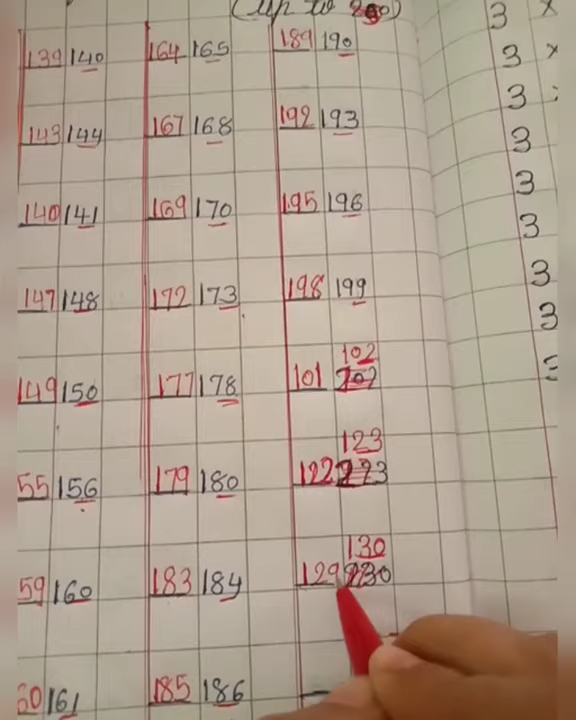 (Up to 200)
139 140 164 165 189 190 3 ×
143 144 167 168 192 193 3 ×
140 141 169 170 195 196 3
147 148 172 173 198 199 3
149 150 177 178 101 102 3
55 156 179 180 122 123 3
59 160 183 184 129 130 3
60 161 185 186 3